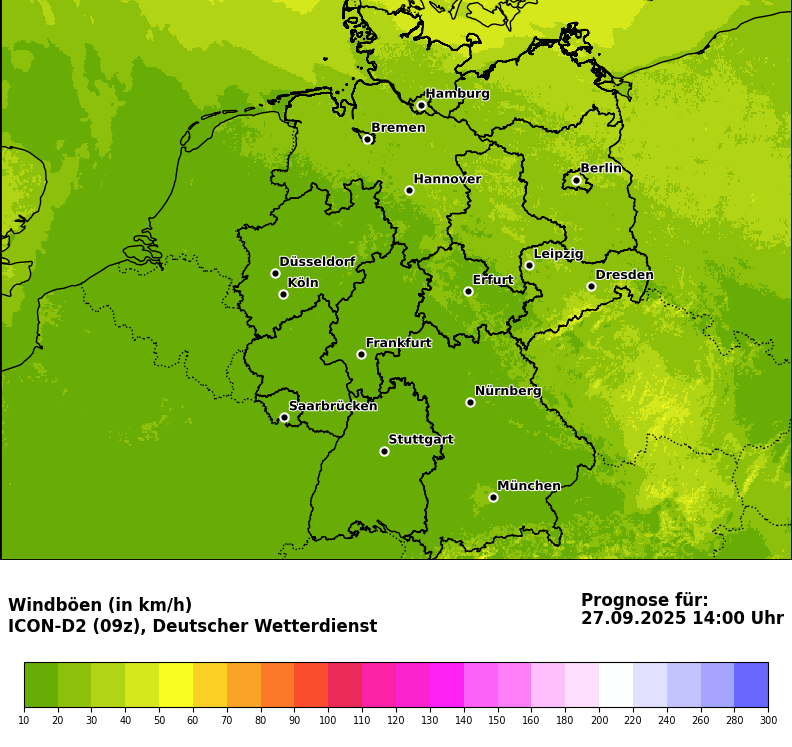 Hamburg
Bremen
Berlin
Hannover
Leipzig
Düsseldorf
Dresden
Köln
Erfurt
Frankfurt
Nürnberg
Saarbrücken
Stuttgart
München
Windböen (in km/h)
ICON-D2 (09z), Deutscher Wetterdienst
Prognose für:
27.09.2025 14:00 Uhr
10 20 30 40 50 60 70 80 90 100 110 120 130 140 150 160 180 200 220 240 260 280 300